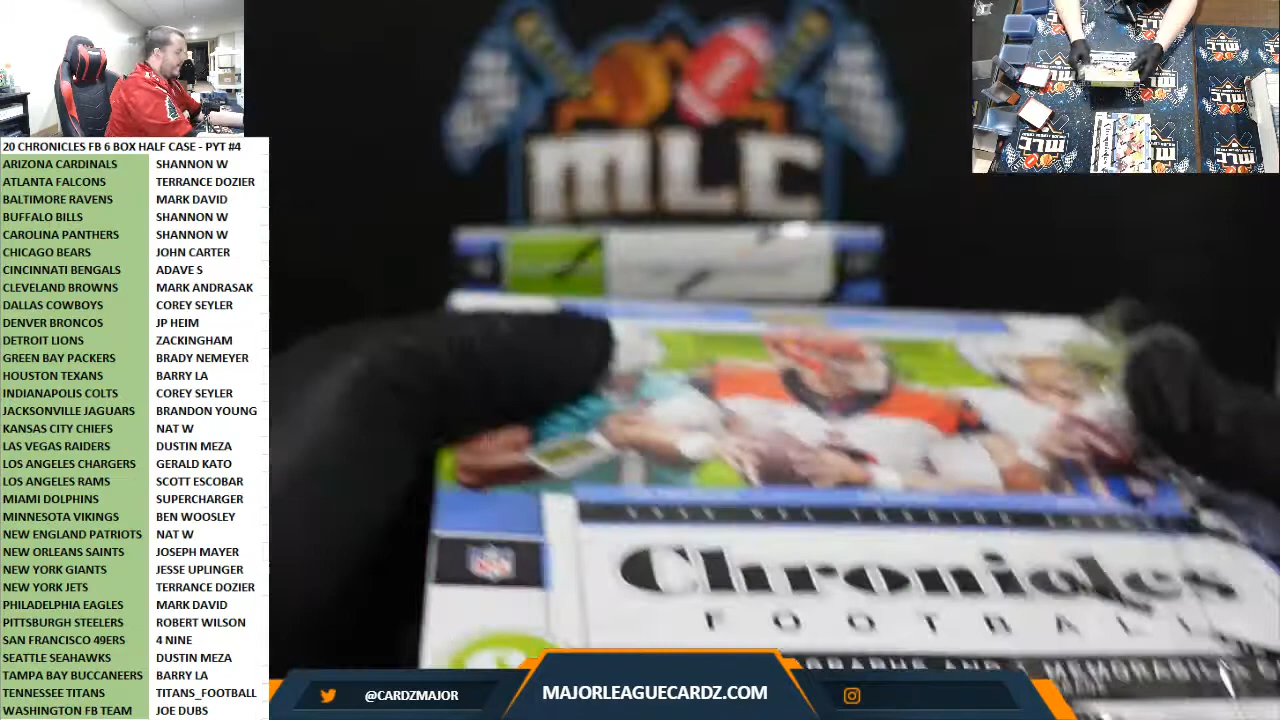 20 CHRONICLES FB 6 BOX HALF CASE - PYT #4
ARIZONA CARDINALS SHANNON W
ATLANTA FALCONS TERRANCE DOZIER
BALTIMORE RAVENS MARK DAVID
BUFFALO BILLS SHANNON W
CAROLINA PANTHERS SHANNON W
CHICAGO BEARS JOHN CARTER
CINCINNATI BENGALS ADAVE S
CLEVELAND BROWNS MARK ANDRASAK
DALLAS COWBOYS COREY SEYLER
DENVER BRONCOS JP HEIM
DETROIT LIONS ZACKINGHAM
GREEN BAY PACKERS BRADY NEMEYER
HOUSTON TEXANS BARRY LA
INDIANAPOLIS COLTS COREY SEYLER
JACKSONVILLE JAGUARS BRANDON YOUNG
KANSAS CITY CHIEFS NAT W
LAS VEGAS RAIDERS DUSTIN MEZA
LOS ANGELES CHARGERS GERALD KATO
LOS ANGELES RAMS SCOTT ESCOBAR
MIAMI DOLPHINS SUPERCHARGER
MINNESOTA VIKINGS BEN WOOSLEY
NEW ENGLAND PATRIOTS NAT W
NEW ORLEANS SAINTS JOSEPH MAYER
NEW YORK GIANTS JESSE UPLINGER
NEW YORK JETS TERRANCE DOZIER
PHILADELPHIA EAGLES MARK DAVID
PITTSBURGH STEELERS ROBERT WILSON
SAN FRANCISCO 49ERS 4 NINE
SEATTLE SEAHAWKS DUSTIN MEZA
TAMPA BAY BUCCANEERS BARRY LA
TENNESSEE TITANS TITANS_FOOTBALL
WASHINGTON FB TEAM JOE DUBS
MLC
MLC
MLC
NFL
Chronicles
FOOTBALL
@CARDZMAJOR
MAJORLEAGUECARDZ.COM